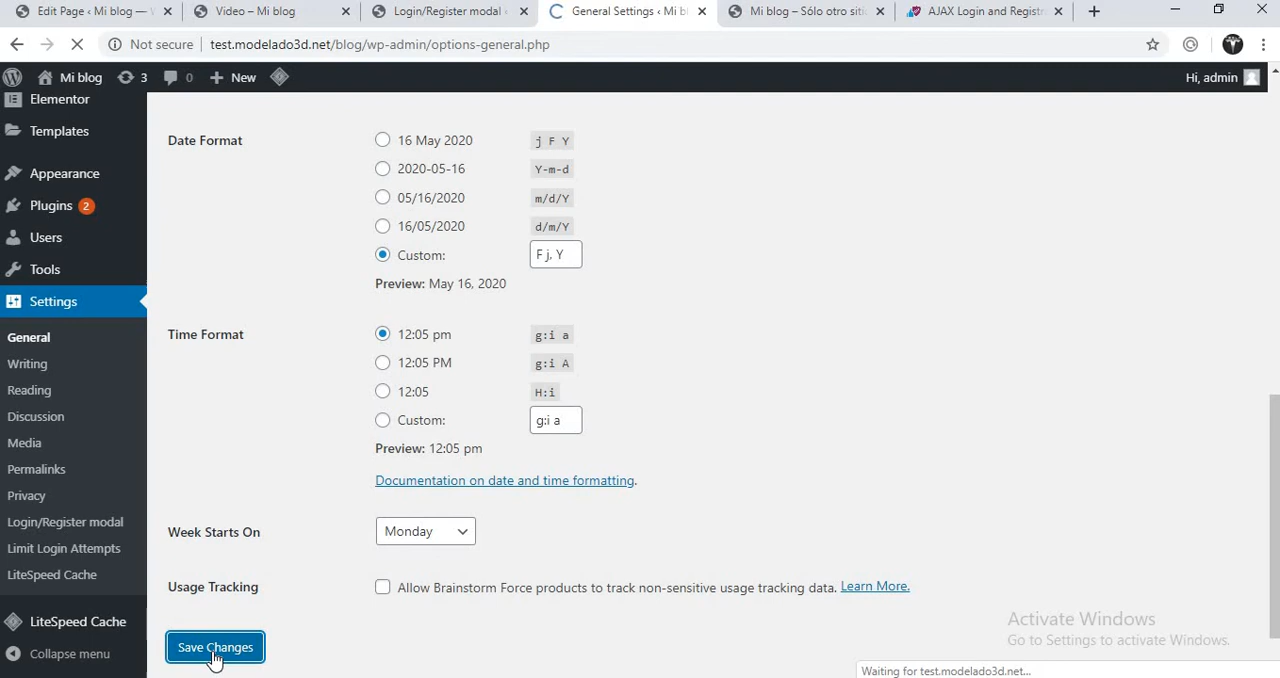 Edit Page ‹ Mi blog — W
Video – Mi blog
Login/Register modal ‹
General Settings ‹ Mi bl
Mi blog – Sólo otro siti
AJAX Login and Registr
Not secure
test.modelado3d.net/blog/wp-admin/options-general.php
Mi blog
3
0
New
Hi, admin
Elementor
Templates
Appearance
Plugins 2
Users
Tools
Settings
General
Writing
Reading
Discussion
Media
Permalinks
Privacy
Login/Register modal
Limit Login Attempts
LiteSpeed Cache
LiteSpeed Cache
Collapse menu
Date Format
16 May 2020 j F Y
2020-05-16 Y-m-d
05/16/2020 m/d/Y
16/05/2020 d/m/Y
Custom: F j, Y
Preview: May 16, 2020
Time Format
12:05 pm g:i a
12:05 PM g:i A
12:05 H:i
Custom: g:i a
Preview: 12:05 pm
Documentation on date and time formatting.
Week Starts On
Monday
Usage Tracking
Allow Brainstorm Force products to track non-sensitive usage tracking data. Learn More.
Save Changes
Activate Windows
Go to Settings to activate Windows.
Waiting for test.modelado3d.net...